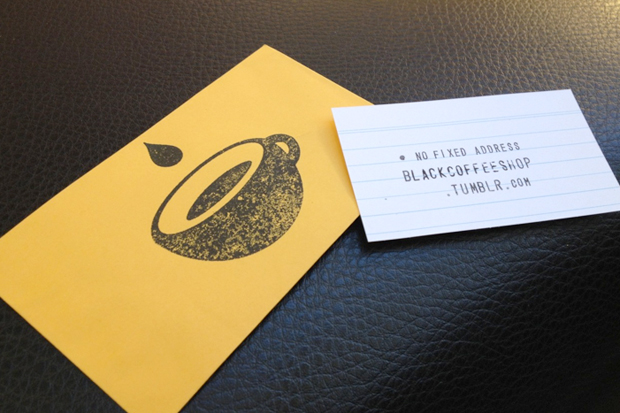 NO FIXED ADDRESS
BLACKCOFFEESHOP
.TUMBLR.COM